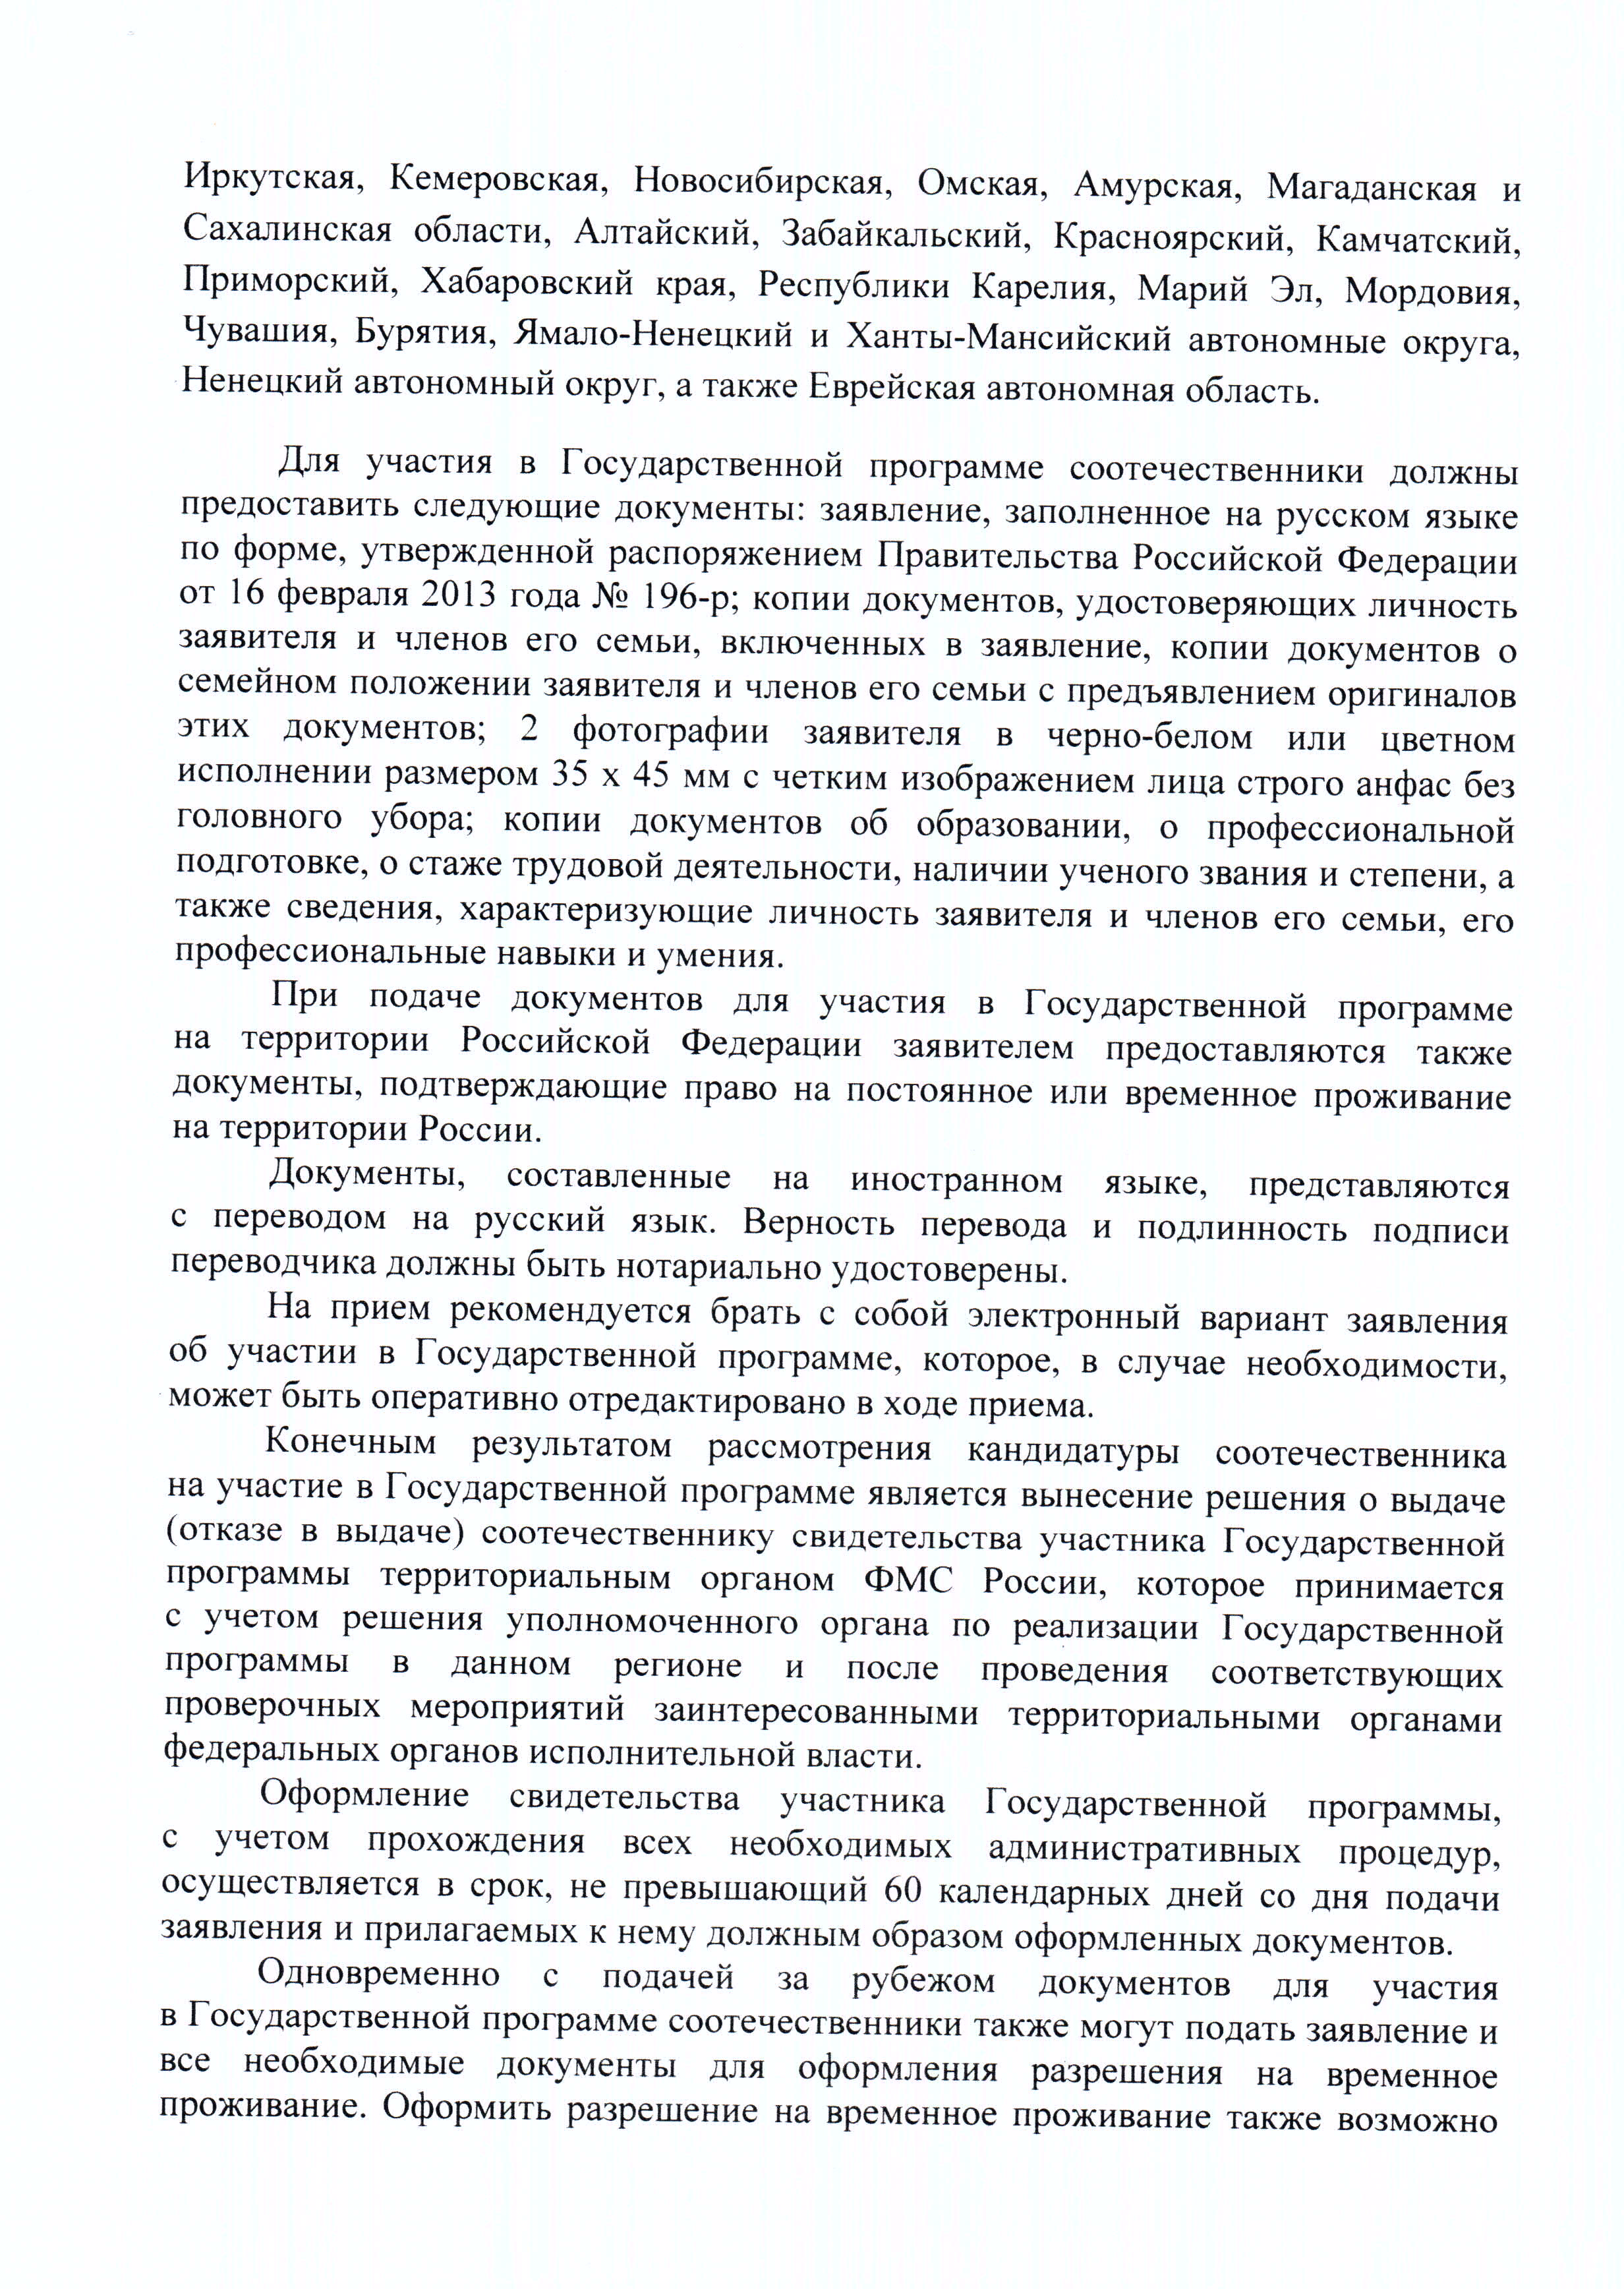 Иркутская, Кемеровская, Новосибирская, Омская, Амурская, Магаданская и
Сахалинская области, Алтайский, Забайкальский, Красноярский, Камчатский,
Приморский, Хабаровский края, Республики Карелия, Марий Эл, Мордовия,
Чувашия, Бурятия, Ямало-Ненецкий и Ханты-Мансийский автономные округа,
Ненецкий автономный округ, а также Еврейская автономная область.
Для участия в Государственной программе соотечественники должны
предоставить следующие документы: заявление, заполненное на русском языке
по форме, утвержденной распоряжением Правительства Российской Федерации
от 16 февраля 2013 года № 196-р; копии документов, удостоверяющих личность
заявителя и членов его семьи, включенных в заявление, копии документов о
семейном положении заявителя и членов его семьи с предъявлением оригиналов
этих документов; 2 фотографии заявителя в черно-белом или цветном
исполнении размером 35 х 45 мм с четким изображением лица строго анфас без
головного убора; копии документов об образовании, о профессиональной
подготовке, о стаже трудовой деятельности, наличии ученого звания и степени, а
также сведения, характеризующие личность заявителя и членов его семьи, его
профессиональные навыки и умения.
При подаче документов для участия в Государственной программе
на территории Российской Федерации заявителем предоставляются также
документы, подтверждающие право на постоянное или временное проживание
на территории России.
Документы, составленные на иностранном языке, представляются
с переводом на русский язык. Верность перевода и подлинность подписи
переводчика должны быть нотариально удостоверены.
На прием рекомендуется брать с собой электронный вариант заявления
об участии в Государственной программе, которое, в случае необходимости,
может быть оперативно отредактировано в ходе приема.
Конечным результатом рассмотрения кандидатуры соотечественника
на участие в Государственной программе является вынесение решения о выдаче
(отказе в выдаче) соотечественнику свидетельства участника Государственной
программы территориальным органом ФМС России, которое принимается
с учетом решения уполномоченного органа по реализации Государственной
программы в данном регионе и после проведения соответствующих
проверочных мероприятий заинтересованными территориальными органами
федеральных органов исполнительной власти.
Оформление свидетельства участника Государственной программы,
с учетом прохождения всех необходимых административных процедур,
осуществляется в срок, не превышающий 60 календарных дней со дня подачи
заявления и прилагаемых к нему должным образом оформленных документов.
Одновременно с подачей за рубежом документов для участия
в Государственной программе соотечественники также могут подать заявление и
все необходимые документы для оформления разрешения на временное
проживание. Оформить разрешение на временное проживание также возможно